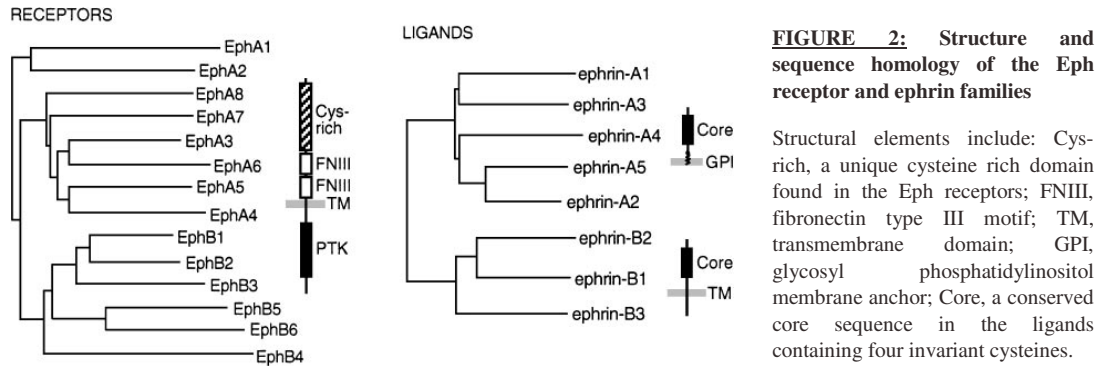 RECEPTORS
EphA1
EphA2
EphA8
EphA7
EphA3
EphA6
EphA5
EphA4
EphB1
EphB2
EphB3
EphB5
EphB6
EphB4
Cys-
rich
FNIII
FNIII
TM
PTK
LIGANDS
ephrin-A1
ephrin-A3
ephrin-A4
ephrin-A5
ephrin-A2
ephrin-B2
ephrin-B1
ephrin-B3
Core
GPI
Core
TM
FIGURE 2: Structure and
sequence homology of the Eph
receptor and ephrin families
Structural elements include: Cys-
rich, a unique cysteine rich domain
found in the Eph receptors; FNIII,
fibronectin type III motif; TM,
transmembrane domain; GPI,
glycosyl phosphatidylinositol
membrane anchor; Core, a conserved
core sequence in the ligands
containing four invariant cysteines.